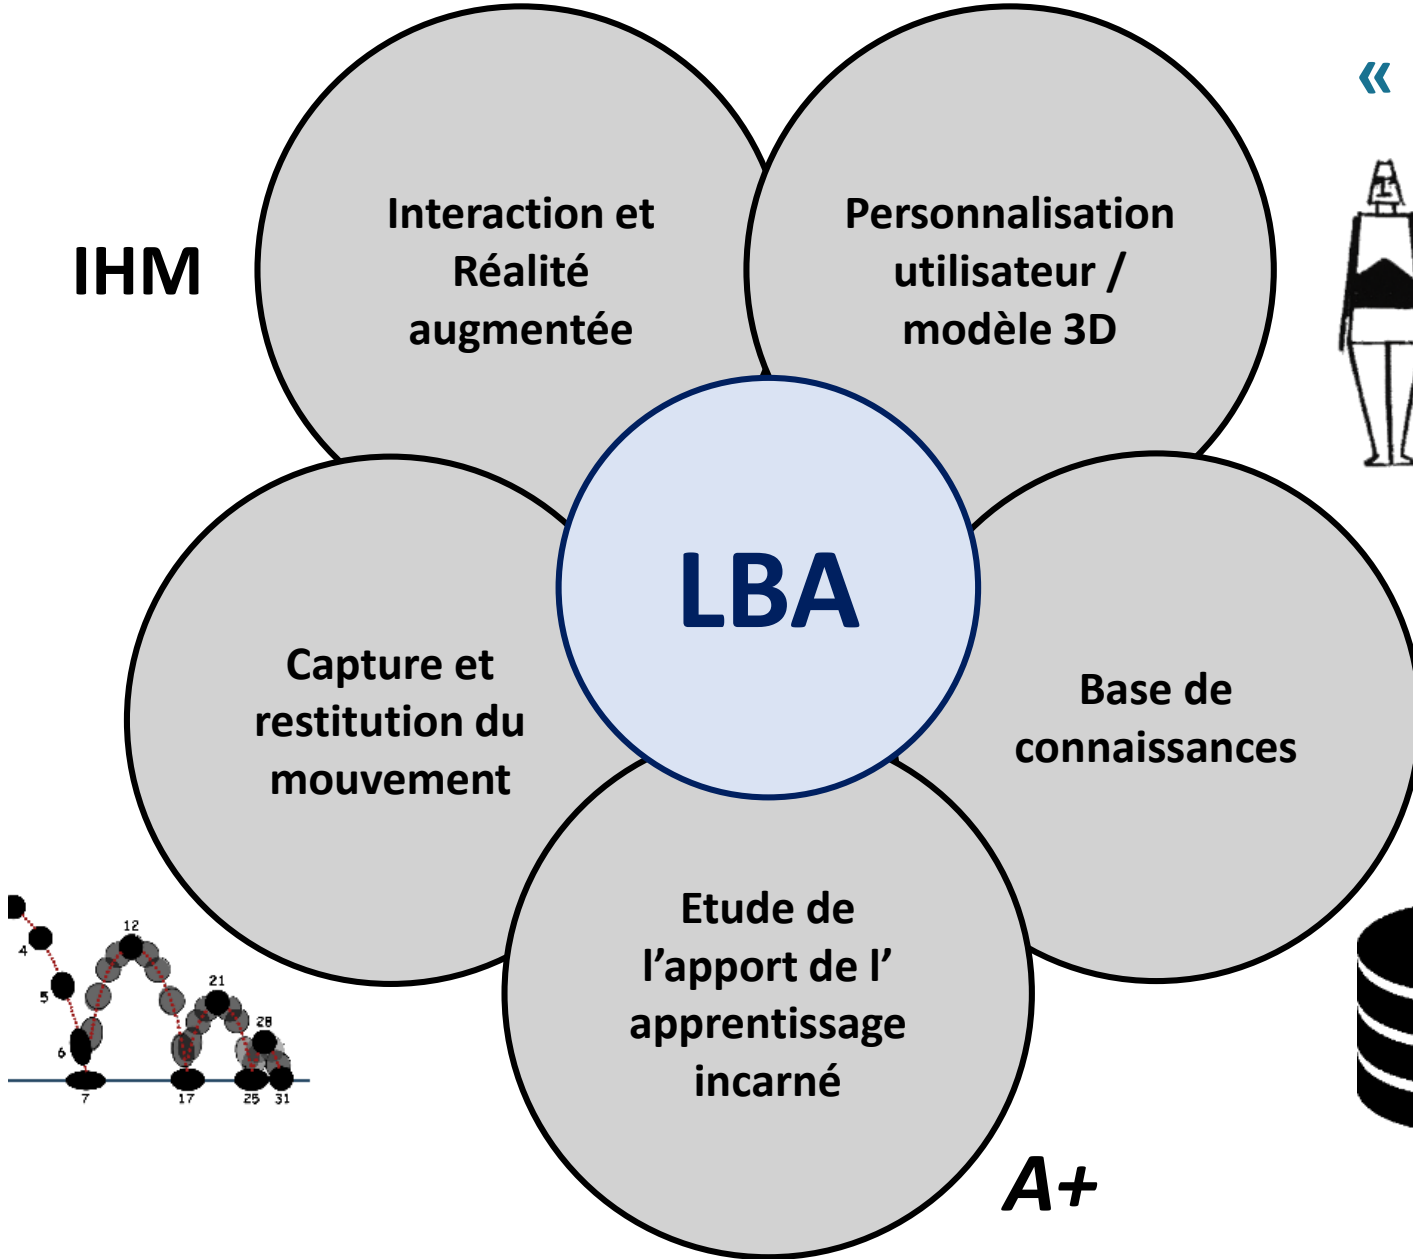 «
IHM
Interaction et
Réalité
augmentée
Personnalisation
utilisateur /
modèle 3D
LBA
Capture et
restitution du
mouvement
Base de
connaissances
Etude de
l’apport de l’
apprentissage
incarné
4
5
6
7
12
17
21
25
28
31
A+